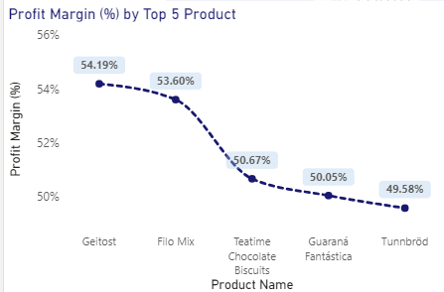 Profit Margin (%) by Top 5 Product
56%
54%
52%
50%
Profit Margin (%)
54.19%
53.60%
50.67%
50.05%
49.58%
Geitost
Filo Mix
Teatime
Chocolate
Biscuits
Guaraná
Fantástica
Tunnbröd
Product Name